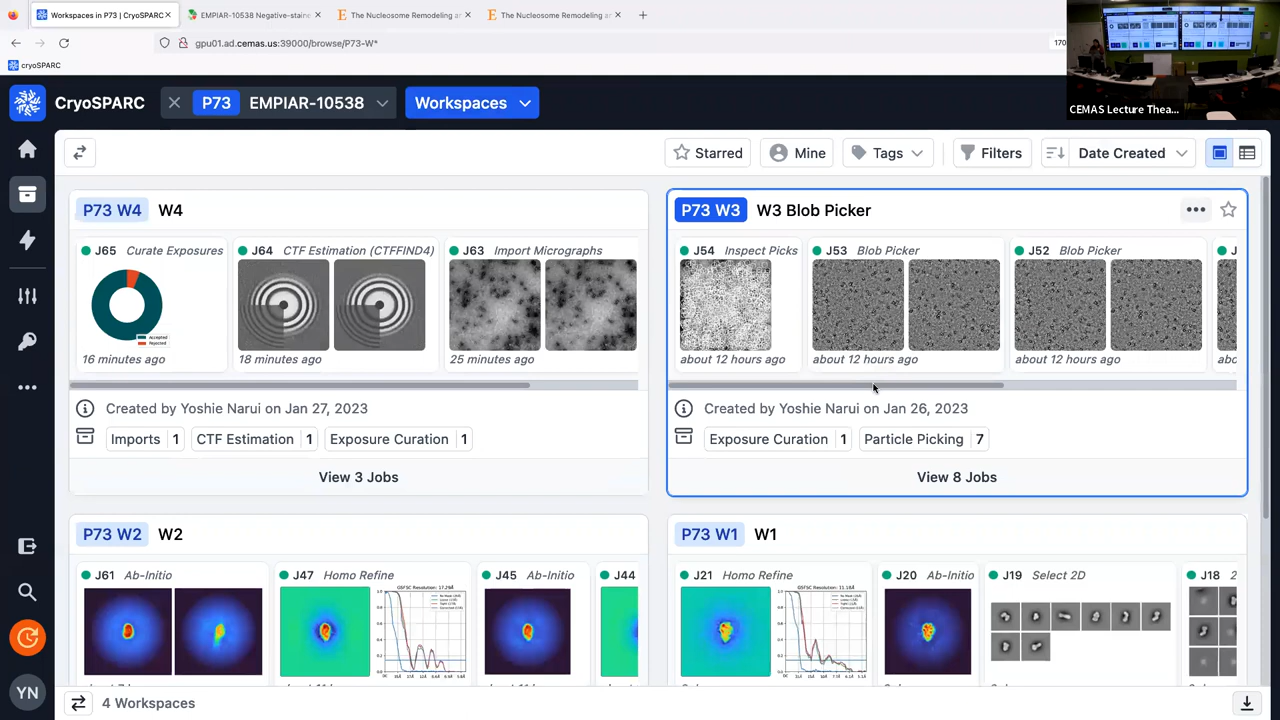 Workspaces in P73 | CryoSPARC
EMPIAR-10538 Negative-staine
The Nucleosome Remodeling ar
The Nucleosome Remodeling ar
gpu01.ad.cemas.us:39000/browse/P73-W*
170
cryoSPARC
CEMAS Lecture Thea...
CryoSPARC
P73 EMPIAR-10538
Workspaces
Starred
Mine
Tags
Filters
Date Created
P73 W4 W4
J65 Curate Exposures
J64 CTF Estimation (CTFFIND4)
J63 Import Micrographs
Accepted
Rejected
16 minutes ago
18 minutes ago
25 minutes ago
Created by Yoshie Narui on Jan 27, 2023
Imports 1
CTF Estimation 1
Exposure Curation 1
View 3 Jobs
P73 W3 W3 Blob Picker
J54 Inspect Picks
J53 Blob Picker
J52 Blob Picker
J
about 12 hours ago
about 12 hours ago
about 12 hours ago
abo
Created by Yoshie Narui on Jan 26, 2023
Exposure Curation 1
Particle Picking 7
View 8 Jobs
P73 W2 W2
J61 Ab-Initio
J47 Homo Refine
J45 Ab-Initio
J44
P73 W1 W1
J21 Homo Refine
J20 Ab-Initio
J19 Select 2D
J18 2
YN
4 Workspaces